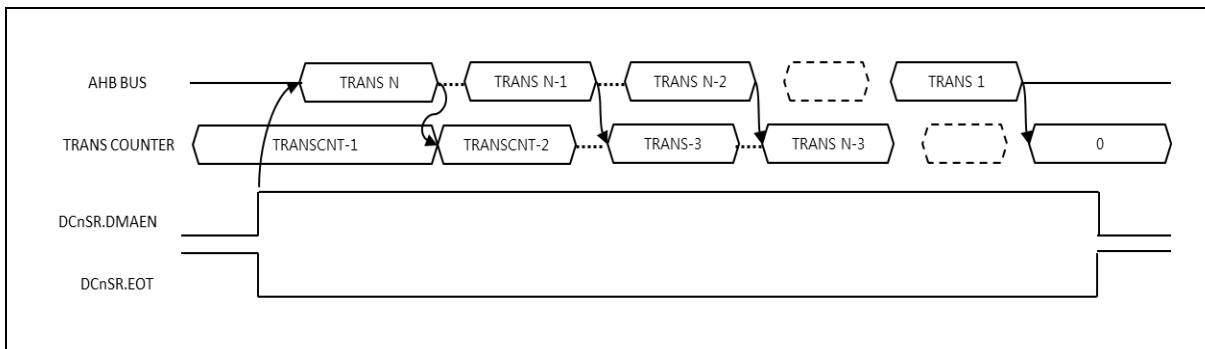 AHB BUS TRANS N TRANS N-1 TRANS N-2 TRANS 1
TRANS COUNTER TRANSCNT-1 TRANSCNT-2 TRANS-3 TRANS N-3 0
DCnSR.DMAEN
DCnSR.EOT